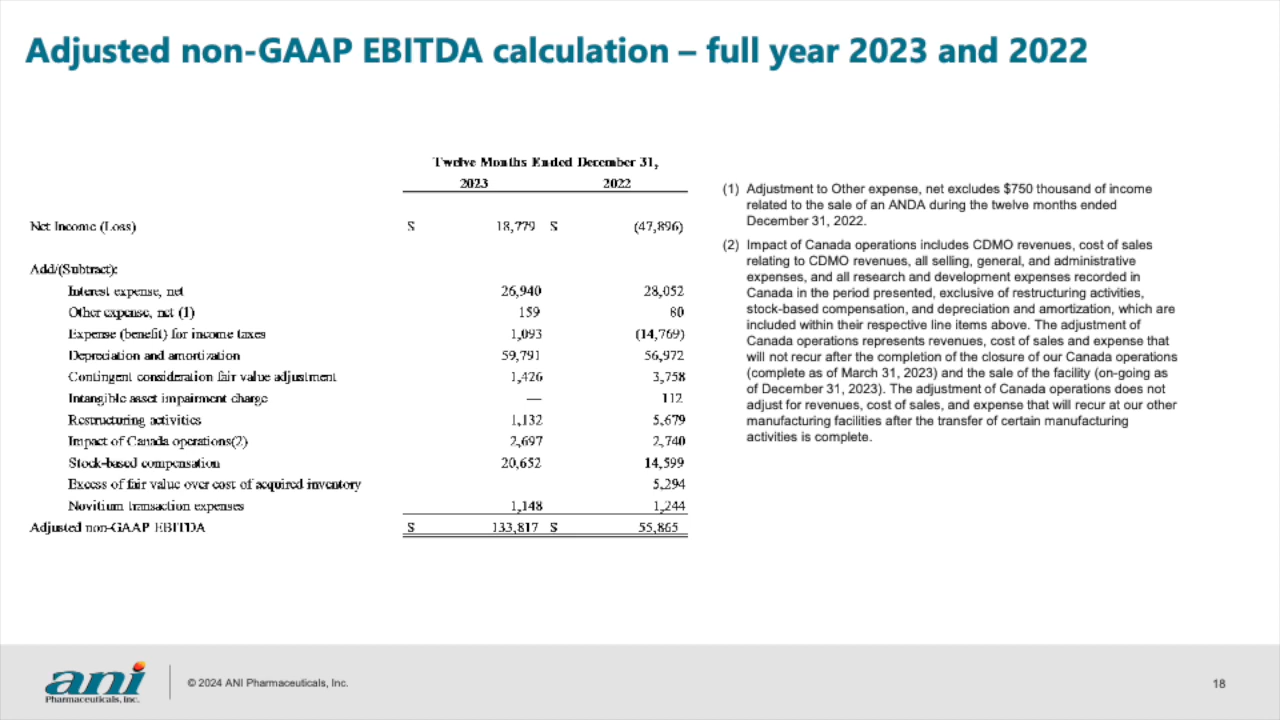 Adjusted non-GAAP EBITDA calculation – full year 2023 and 2022
Twelve Months Ended December 31,
2023 2022
Net Income (Loss) $ 18,779 $ (47,896)
Add/(Subtract):
Interest expense, net 26,940 28,052
Other expense, net (1) 159 80
Expense (benefit) for income taxes 1,093 (14,769)
Depreciation and amortization 59,791 56,972
Contingent consideration fair value adjustment 1,426 3,758
Intangible asset impairment charge — 112
Restructuring activities 1,132 5,679
Impact of Canada operations(2) 2,697 2,740
Stock-based compensation 20,652 14,599
Excess of fair value over cost of acquired inventory 5,294
Novitium transaction expenses 1,148 1,244
Adjusted non-GAAP EBITDA $ 133,817 $ 55,865
(1) Adjustment to Other expense, net excludes $750 thousand of income
related to the sale of an ANDA during the twelve months ended
December 31, 2022.
(2) Impact of Canada operations includes CDMO revenues, cost of sales
relating to CDMO revenues, all selling, general, and administrative
expenses, and all research and development expenses recorded in
Canada in the period presented, exclusive of restructuring activities,
stock-based compensation, and depreciation and amortization, which are
included within their respective line items above. The adjustment of
Canada operations represents revenues, cost of sales and expense that
will not recur after the completion of the closure of our Canada operations
(complete as of March 31, 2023) and the sale of the facility (on-going as
of December 31, 2023). The adjustment of Canada operations does not
adjust for revenues, cost of sales, and expense that will recur at our other
manufacturing facilities after the transfer of certain manufacturing
activities is complete.
ani
Pharmaceuticals, Inc.
© 2024 ANI Pharmaceuticals, Inc.
18